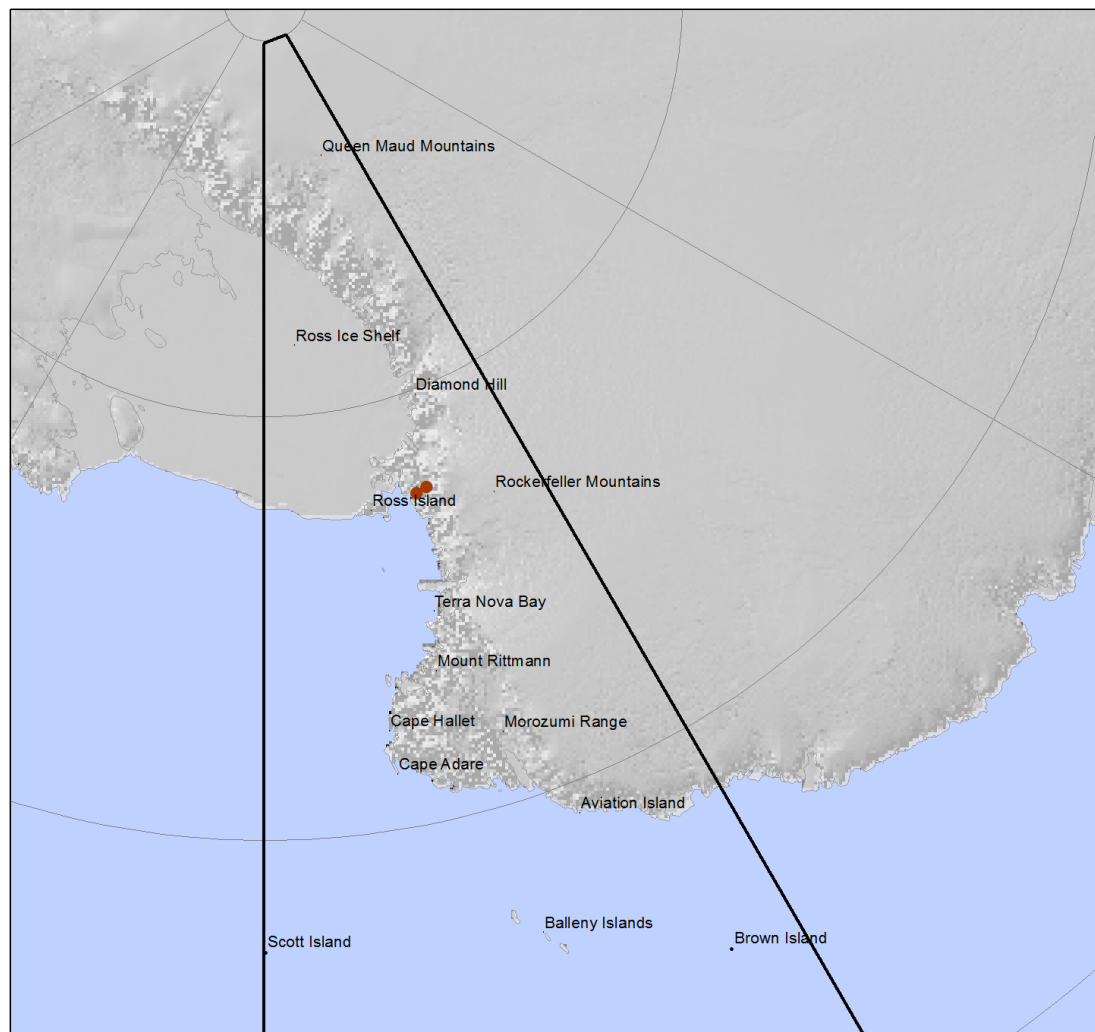 Queen Maud Mountains
Ross Ice Shelf
Diamond Hill
Rockerfeller Mountains
Ross Island
Terra Nova Bay
Mount Rittmann
Cape Hallet
Morozumi Range
Cape Adare
Aviation Island
Balleny Islands
Scott Island
Brown Island